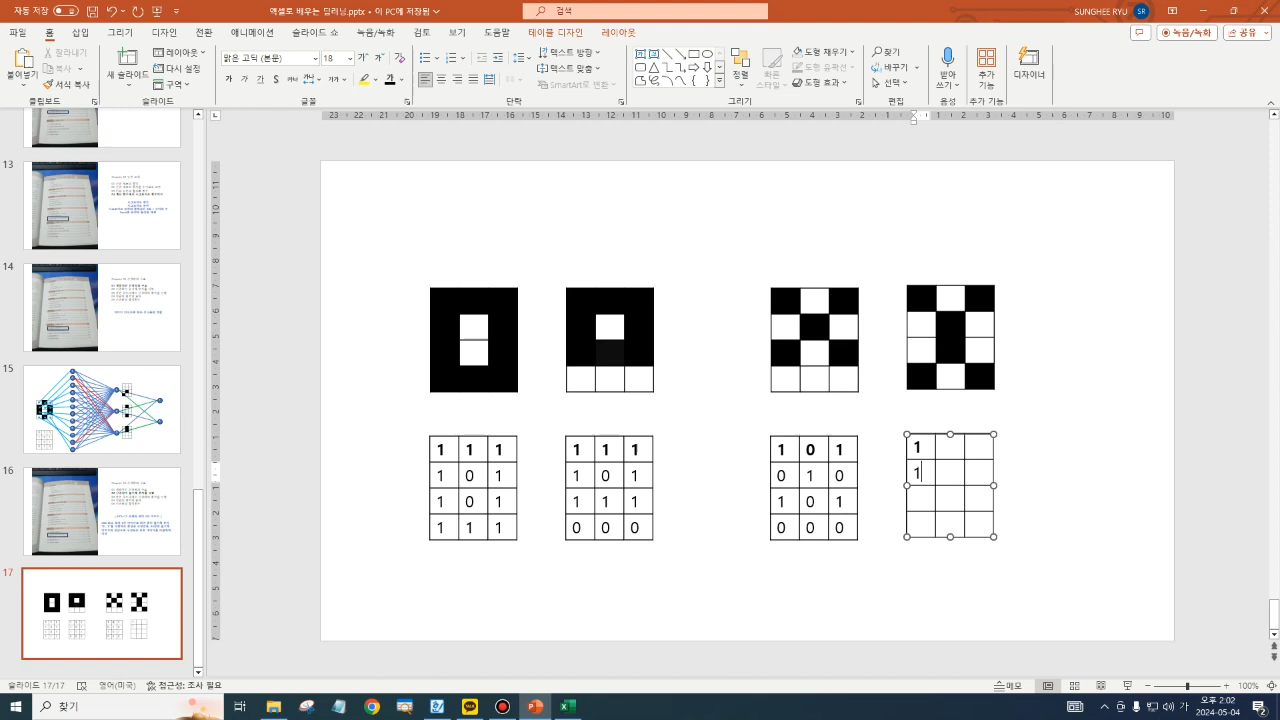 자동 저장
엑셀로 배우는 딥러닝.pptx • 이 PC에 저장됨
검색
SUNGHEE RYU
SR
파일 홈 삽입 그리기 디자인 전환 애니메이션 슬라이드 쇼 녹음/녹화 검토 보기 도움말 테이블 디자인 레이아웃
녹음/녹화
공유
붙여넣기
잘라내기
복사
서식 복사
클립보드
새 슬라이드
레이아웃
다시 설정
구역
슬라이드
맑은 고딕 (본문)
18
글꼴
텍스트 방향
텍스트 맞춤
SmartArt로 변환
단락
정렬
빠른 스타일
도형 채우기
도형 윤곽선
도형 효과
그리기
찾기
바꾸기
선택
편집
받아쓰기
음성
추가 기능
추가 기능
디자이너
13
14
15
16
17
1 1 1
1 0 1
1 0 1
1 1 1
1 1 1
1 0 1
1 1 1
0 0 0
1 0 1
0 1 0
1 0 1
0 0 0
1
1
슬라이드 17/17
영어(미국)
접근성: 조사 필요
메모
100%
찾기
가
오후 2:00
2024-05-04